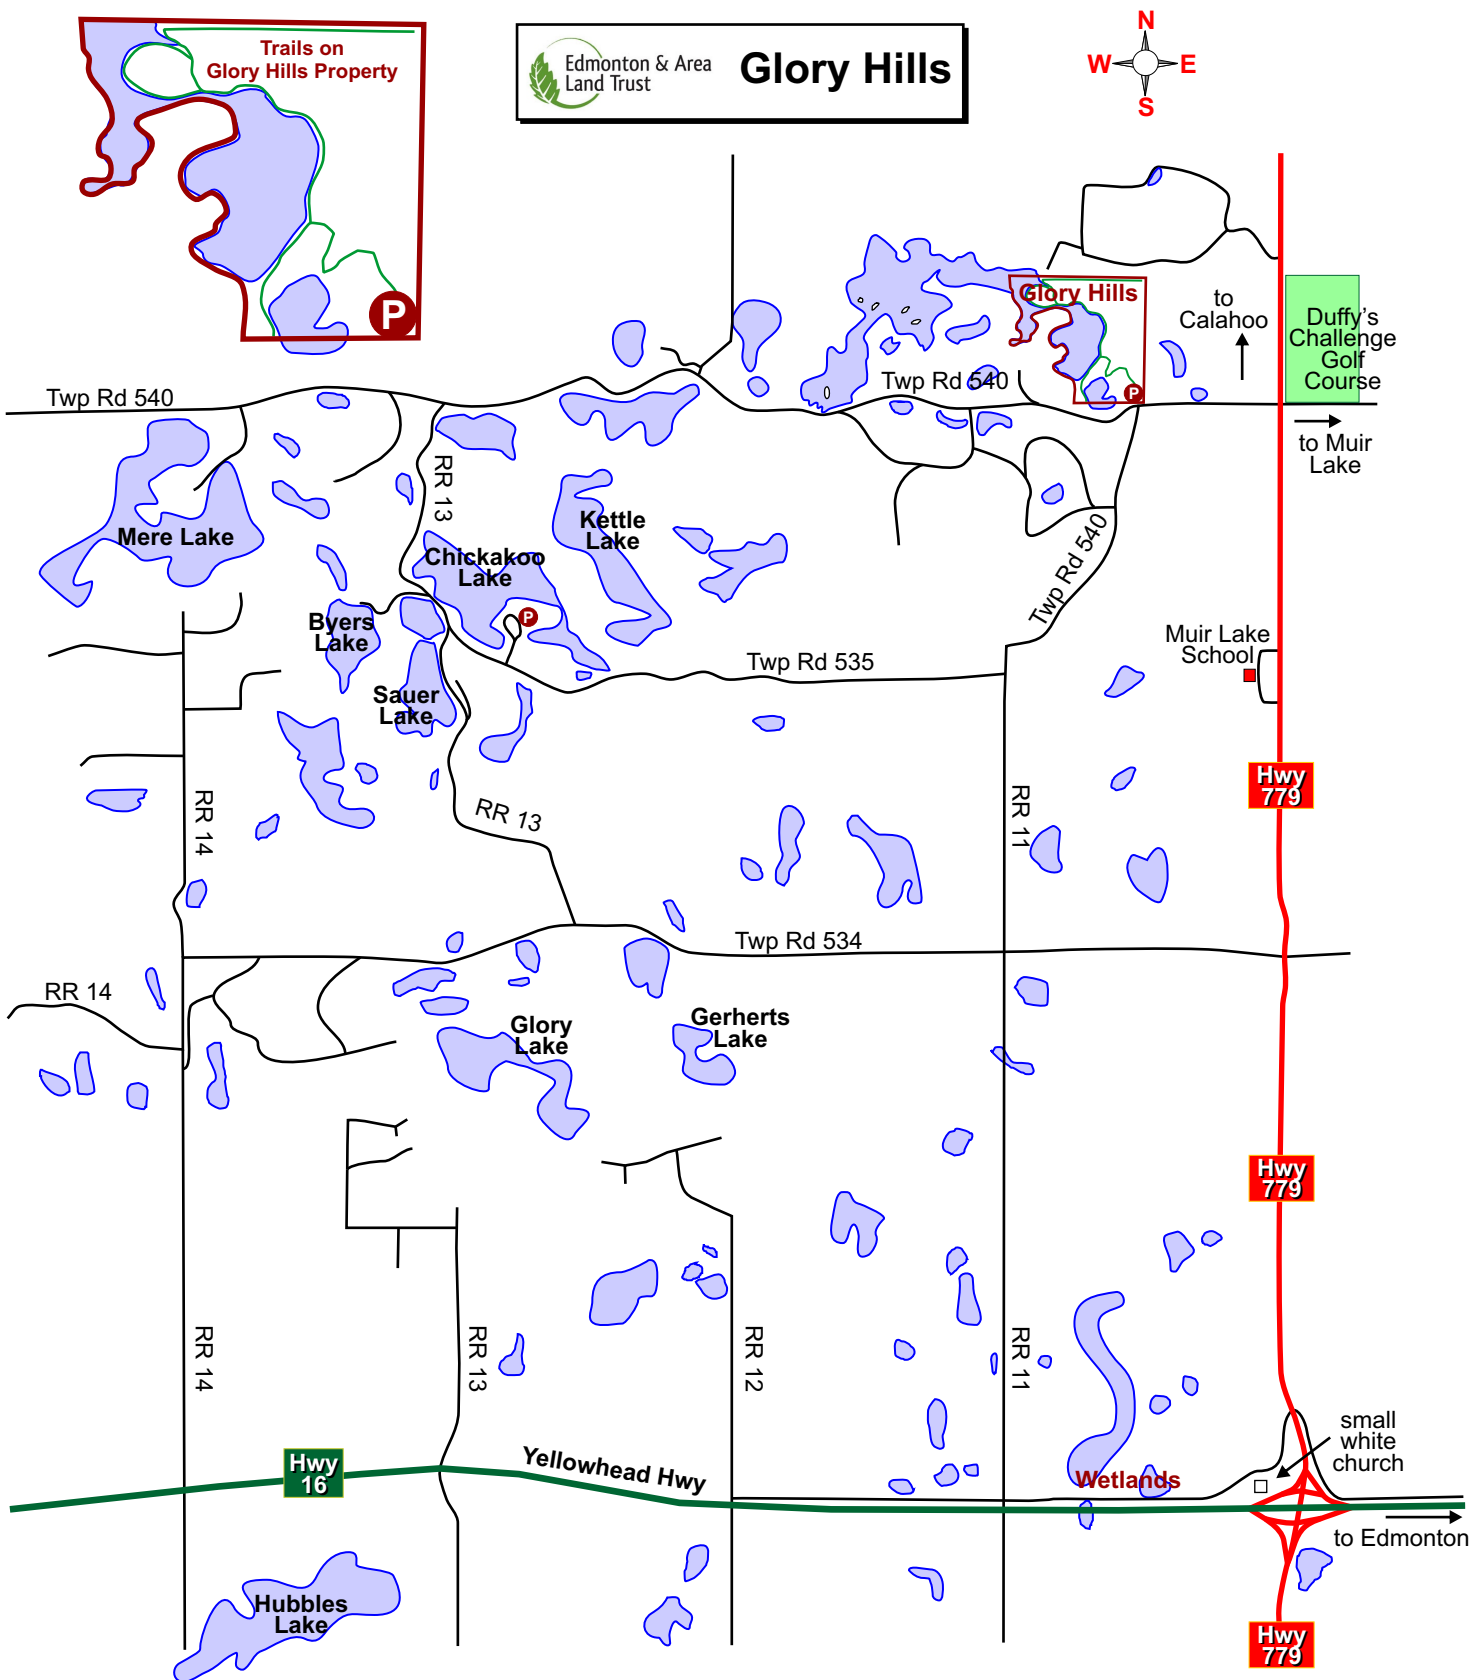 Trails on
Glory Hills Property
P
Edmonton & Area
Land Trust
Glory Hills
N
W
E
S
Glory Hills
to
Calahoo
Duffy's
Challenge
Golf
Course
Twp Rd 540
Twp Rd 540
P
to Muir
Lake
RR 13
Mere Lake
Kettle
Lake
Chickakoo
Lake
Twp Rd 540
P
Byers
Lake
Muir Lake
School
Twp Rd 535
Sauer
Lake
Hwy
779
RR 14
RR 13
RR 11
Twp Rd 534
RR 14
Glory
Lake
Gerherts
Lake
Hwy
779
RR 14
RR 13
RR 12
RR 11
small
white
church
Hwy
16
Yellowhead Hwy
Wetlands
to Edmonton
Hubbles
Lake
Hwy
779